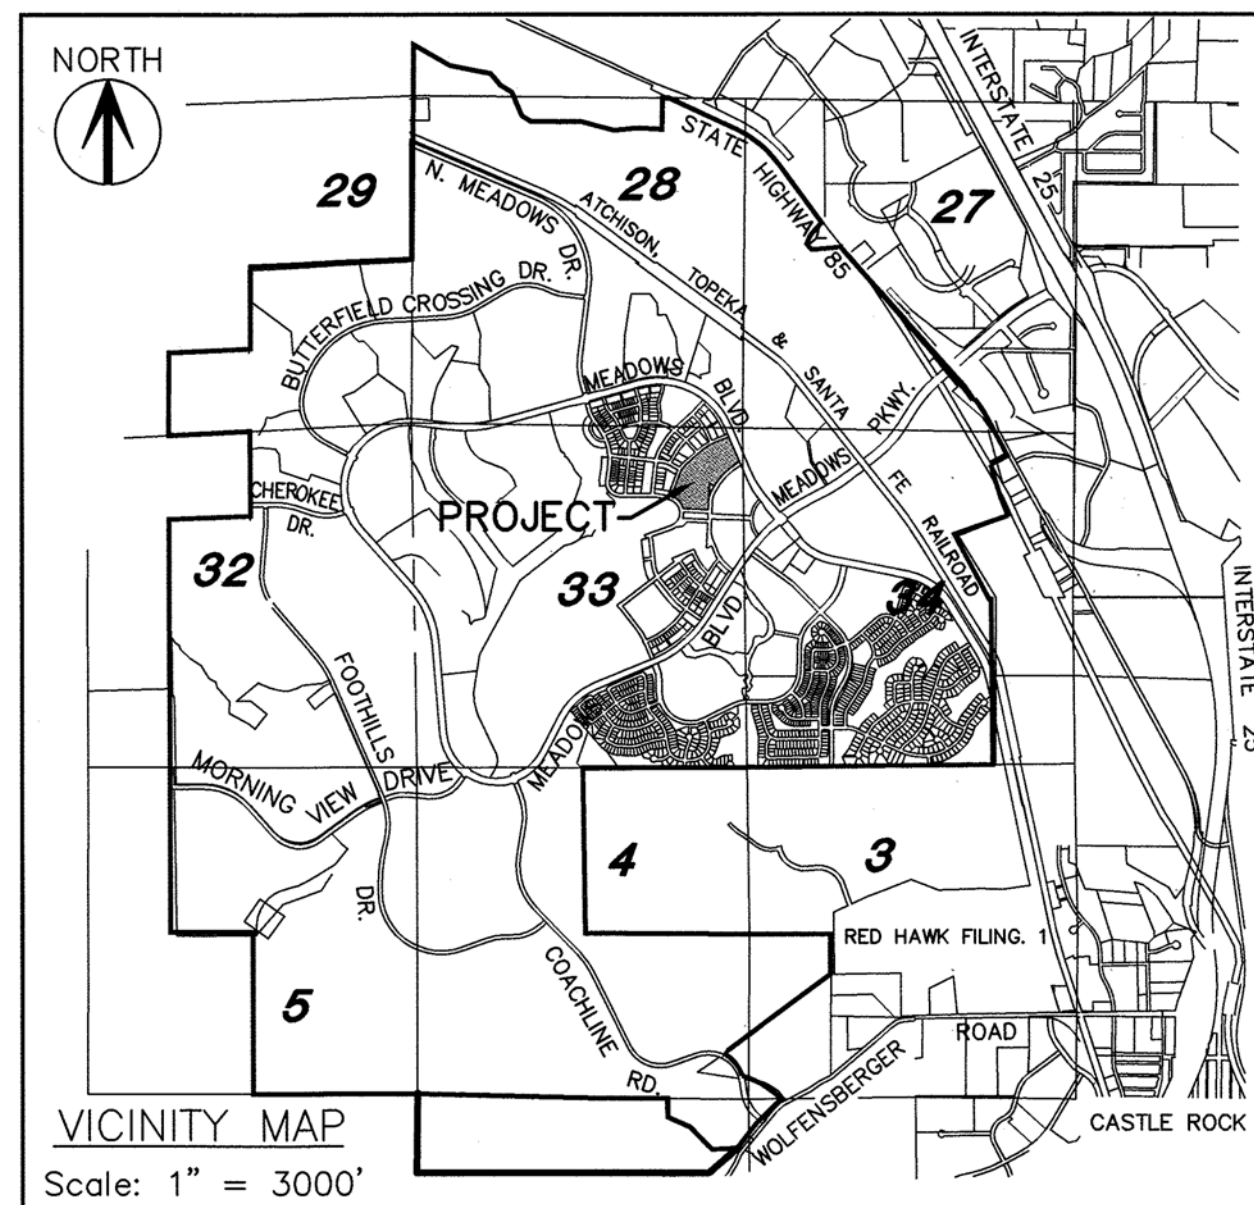 NORTH
INTERSTATE 25
STATE HIGHWAY 85
29
28
27
N. MEADOWS DR.
ATCHISON, TOPEKA & SANTA FE RAILROAD
BUTTERFIELD CROSSING DR.
MEADOWS BLVD.
MEADOWS PKWY.
CHEROKEE DR.
PROJECT
32
33
34
INTERSTATE 25
FOOTHILLS DR.
MEADOWS BLVD.
MORNING VIEW DRIVE
4
3
RED HAWK FILING. 1
5
COACHLINE RD.
WOLFENSBERGER ROAD
CASTLE ROCK
VICINITY MAP
Scale: 1" = 3000'